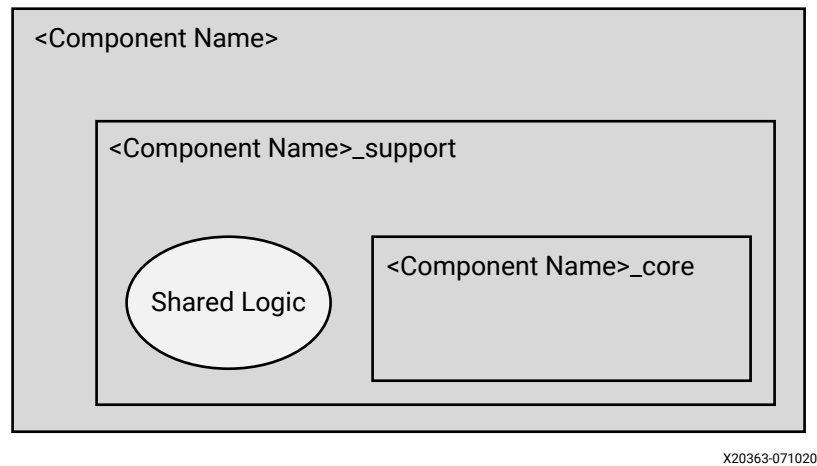 <Component Name>
<Component Name>_support
Shared Logic
<Component Name>_core
X20363-071020